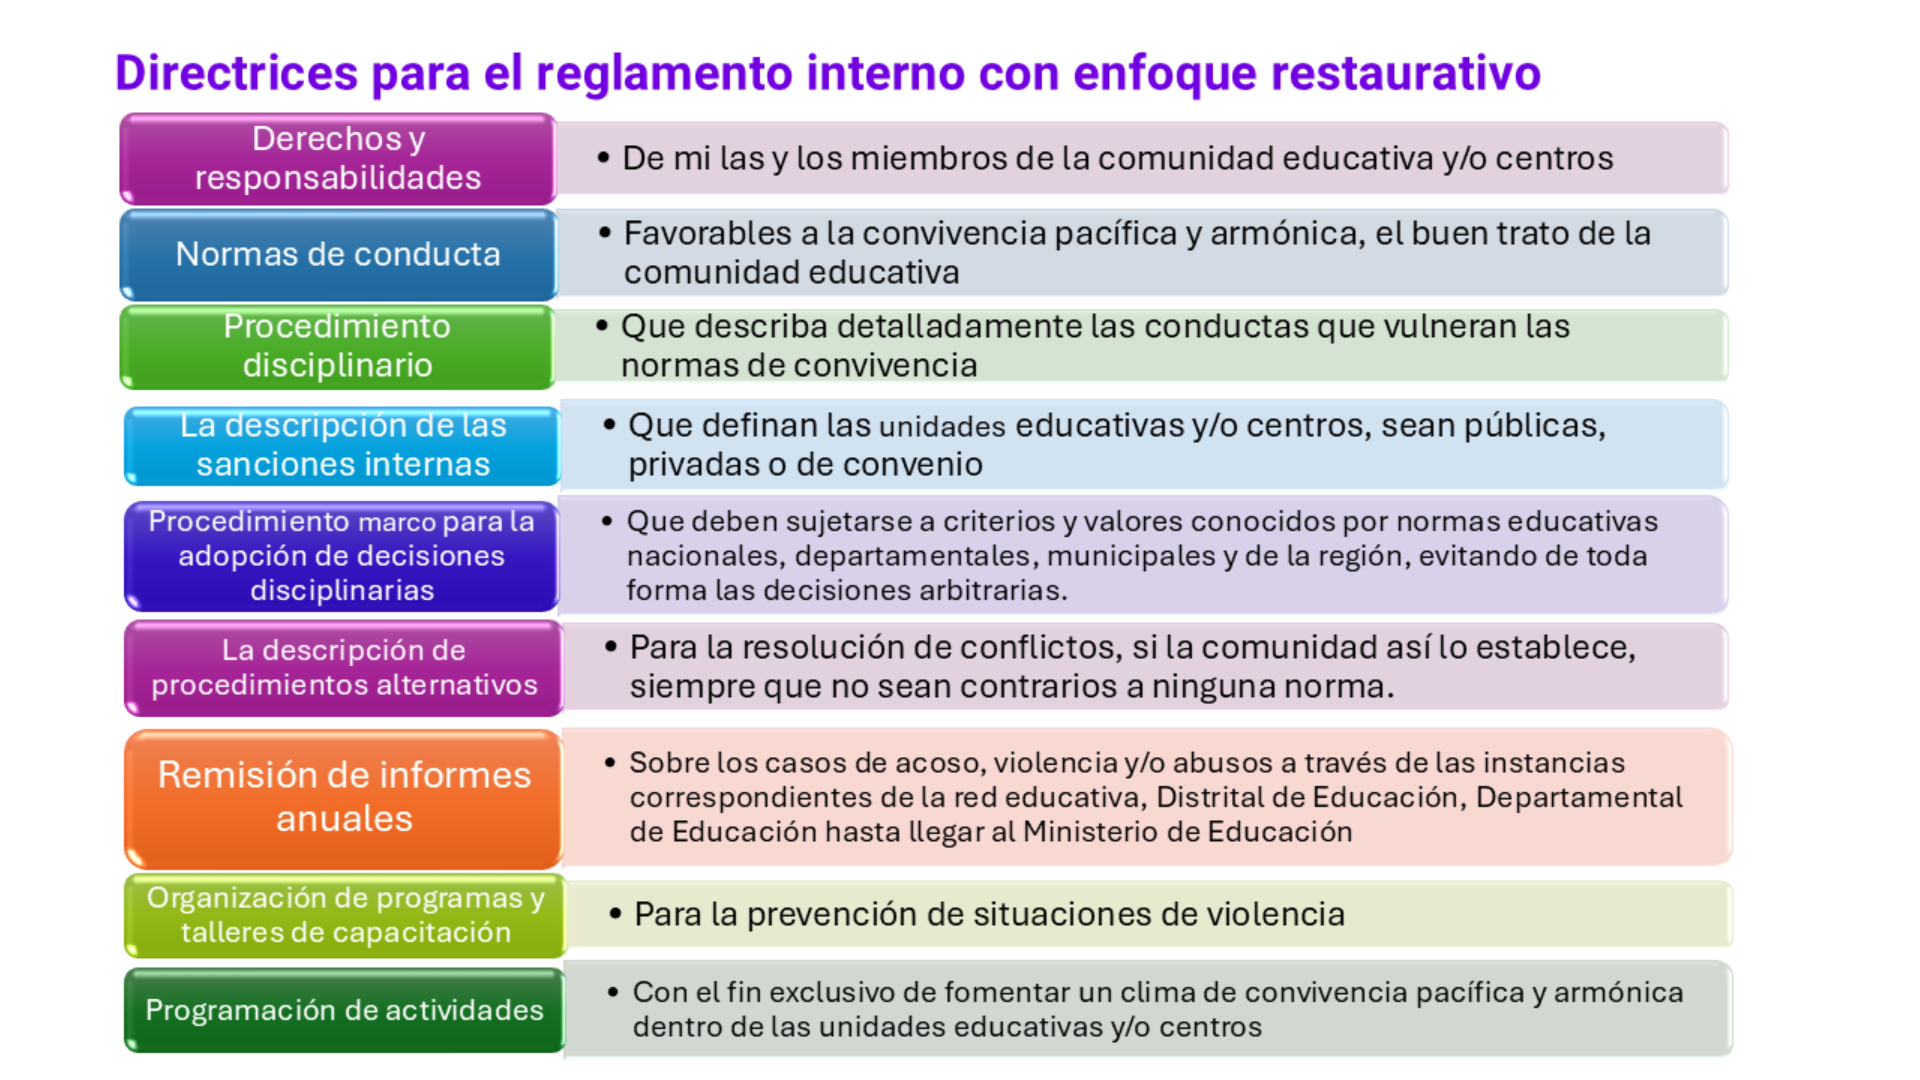 Directrices para el reglamento interno con enfoque restaurativo
Derechos y
responsabilidades
• De mi las y los miembros de la comunidad educativa y/o centros
Normas de conducta
• Favorables a la convivencia pacífica y armónica, el buen trato de la
comunidad educativa
Procedimiento
disciplinario
• Que describa detalladamente las conductas que vulneran las
normas de convivencia
La descripción de las
sanciones internas
• Que definan las unidades educativas y/o centros, sean públicas,
privadas o de convenio
Procedimiento marco para la
adopción de decisiones
disciplinarias
• Que deben sujetarse a criterios y valores conocidos por normas educativas
nacionales, departamentales, municipales y de la región, evitando de toda
forma las decisiones arbitrarias.
La descripción de
procedimientos alternativos
• Para la resolución de conflictos, si la comunidad así lo establece,
siempre que no sean contrarios a ninguna norma.
Remisión de informes
anuales
• Sobre los casos de acoso, violencia y/o abusos a través de las instancias
correspondientes de la red educativa, Distrital de Educación, Departamental
de Educación hasta llegar al Ministerio de Educación
Organización de programas y
talleres de capacitación
• Para la prevención de situaciones de violencia
Programación de actividades
• Con el fin exclusivo de fomentar un clima de convivencia pacífica y armónica
dentro de las unidades educativas y/o centros